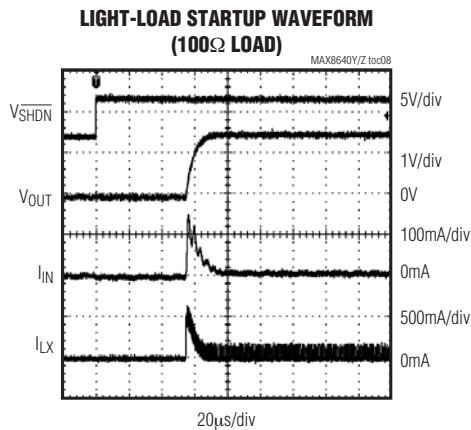 LIGHT-LOAD STARTUP WAVEFORM
(100Ω LOAD)
MAX8640Y/Z toc08
VSHDN
5V/div
1V/div
VOUT
0V
100mA/div
IIN
0mA
500mA/div
ILX
0mA
20µs/div